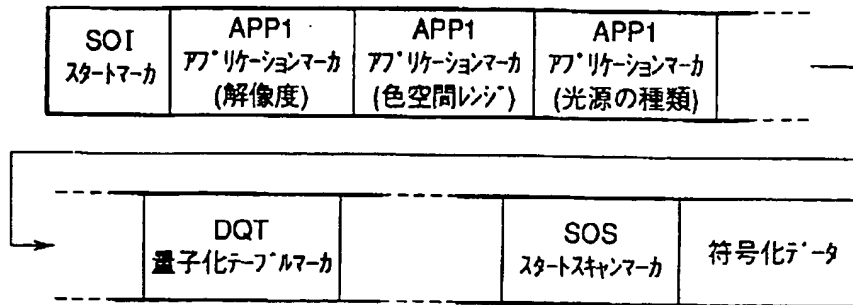 SOI
スタートマーカ
APP1
アプリケーションマーカ
(解像度)
APP1
アプリケーションマーカ
(色空間レンジ)
APP1
アプリケーションマーカ
(光源の種類)
DQT
量子化テーブルマーカ
SOS
スタートスキャンマーカ
符号化データ